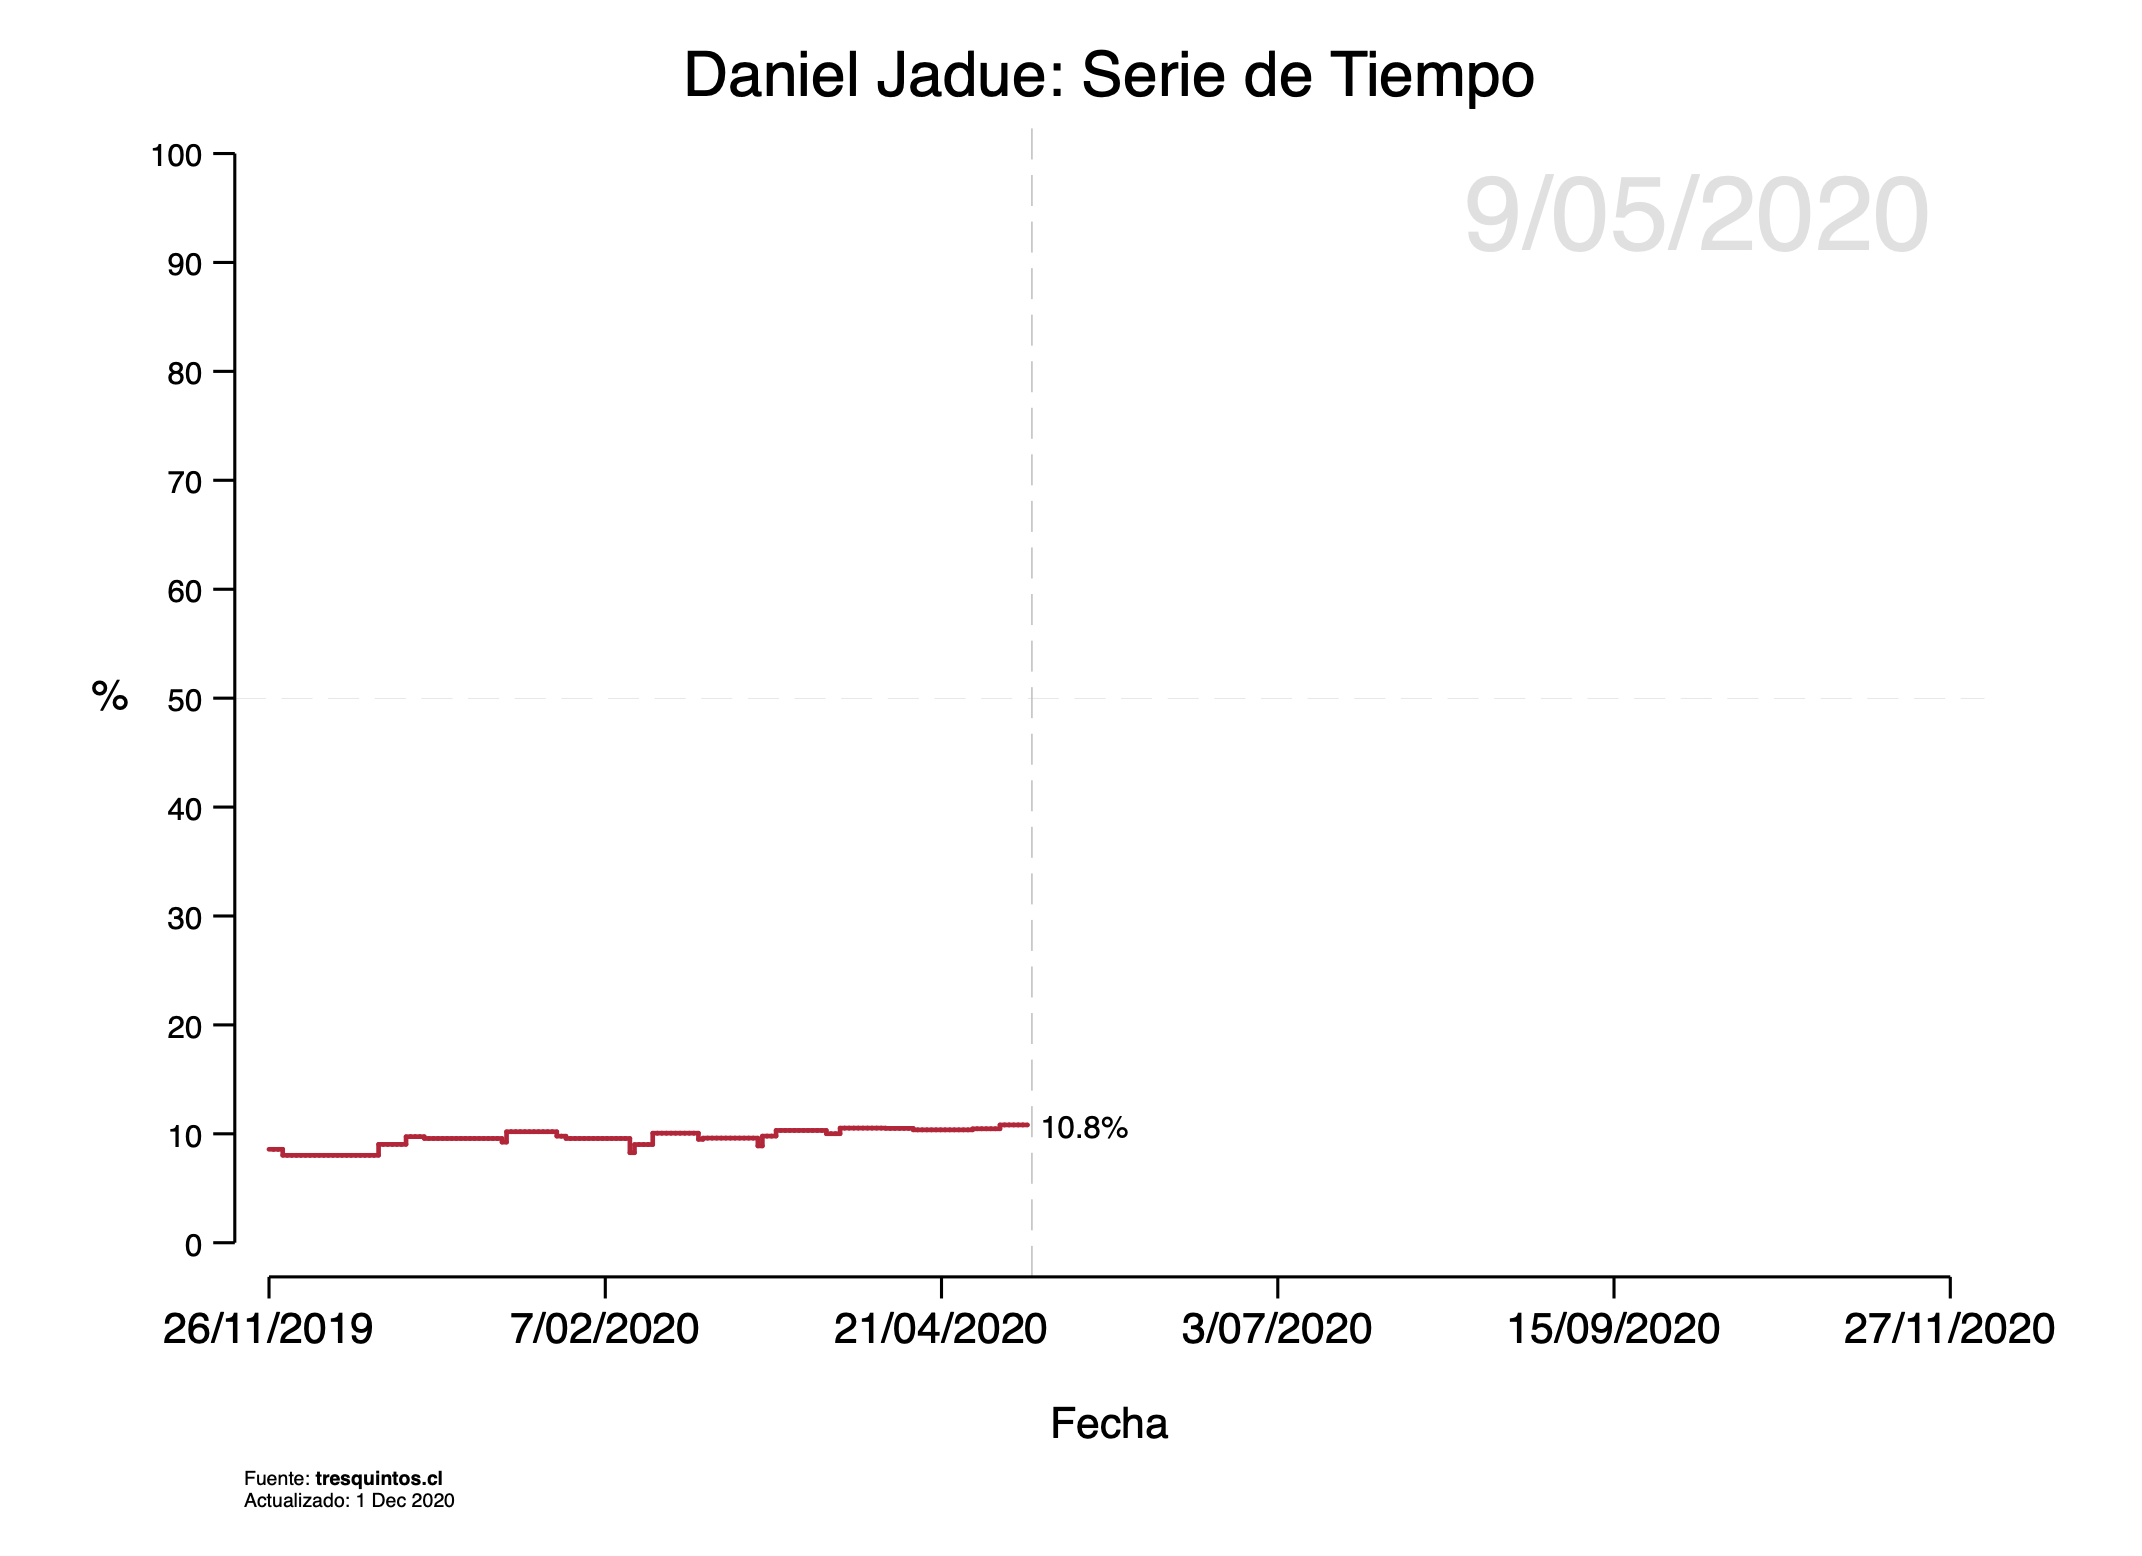 Daniel Jadue: Serie de Tiempo
9/05/2020
100
90
80
70
60
50
40
30
20
10
0
%
10.8%
26/11/2019 7/02/2020 21/04/2020 3/07/2020 15/09/2020 27/11/2020
Fecha
Fuente: tresquintos.cl
Actualizado: 1 Dec 2020